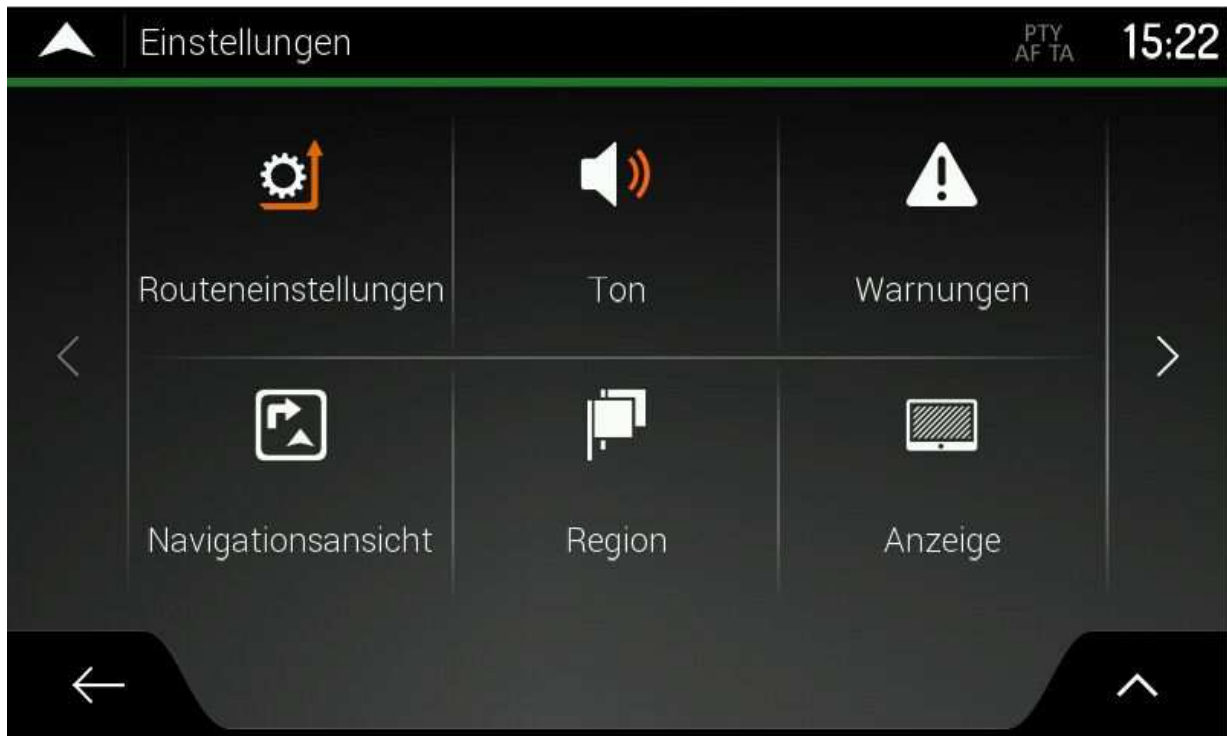 Einstellungen
PTY
AF TA
15:22
Routeneinstellungen
Ton
Warnungen
Navigationsansicht
Region
Anzeige